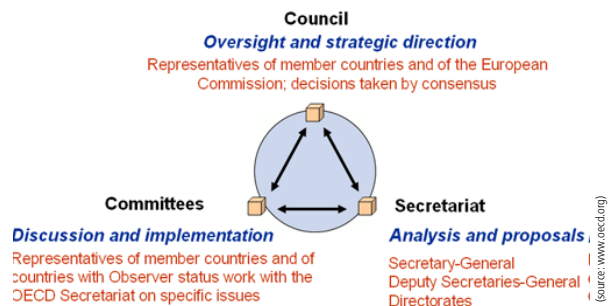 Council
Oversight and strategic direction
Representatives of member countries and of the European
Commission; decisions taken by consensus
Committees
Discussion and implementation
Representatives of member countries and of
countries with Observer status work with the
OECD Secretariat on specific issues
Secretariat
Analysis and proposals
Secretary-General
Deputy Secretaries-General
Directorates
(source: www.oecd.org)